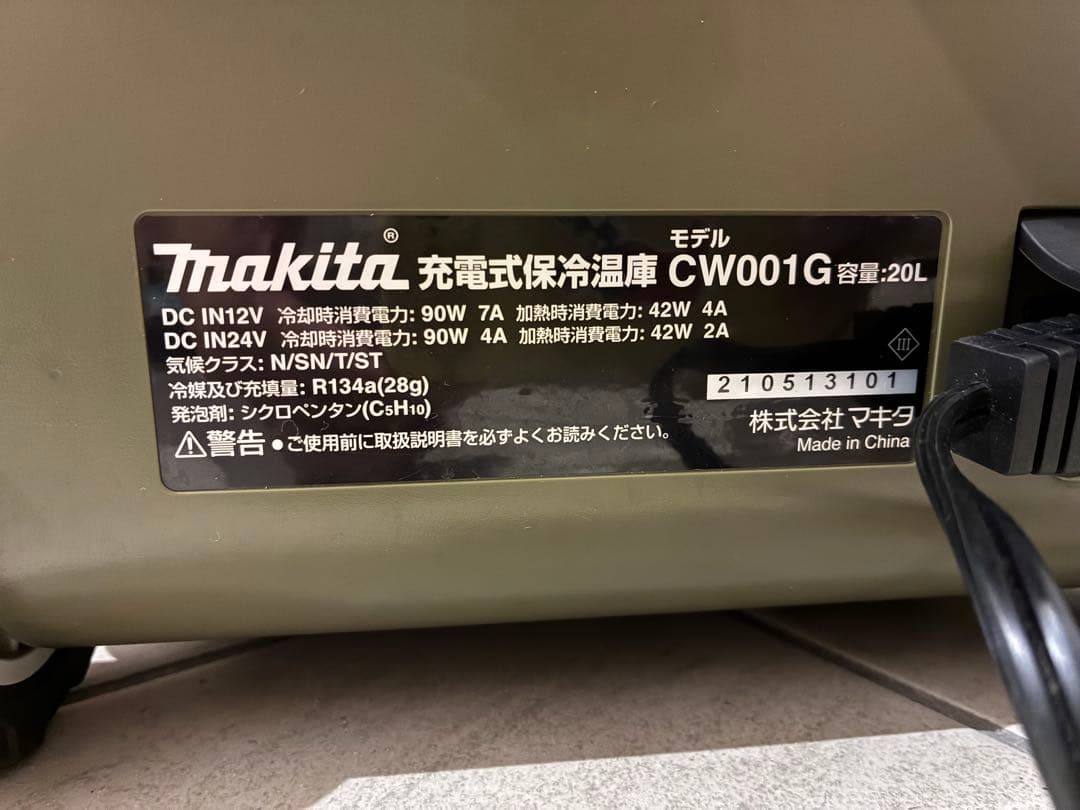 makita® 充電式保冷温庫 モデル CW001G 容量:20L
DC IN12V 冷却時消費電力: 90W 7A 加熱時消費電力: 42W 4A
DC IN24V 冷却時消費電力: 90W 4A 加熱時消費電力: 42W 2A
気候クラス: N/SN/T/ST
III
冷媒及び充填量: R134a(28g)
210513101
発泡剤: シクロペンタン(C5H10)
株式会社 マキタ
⚠警告 ●ご使用前に取扱説明書を必ずよくお読みください。
Made in China